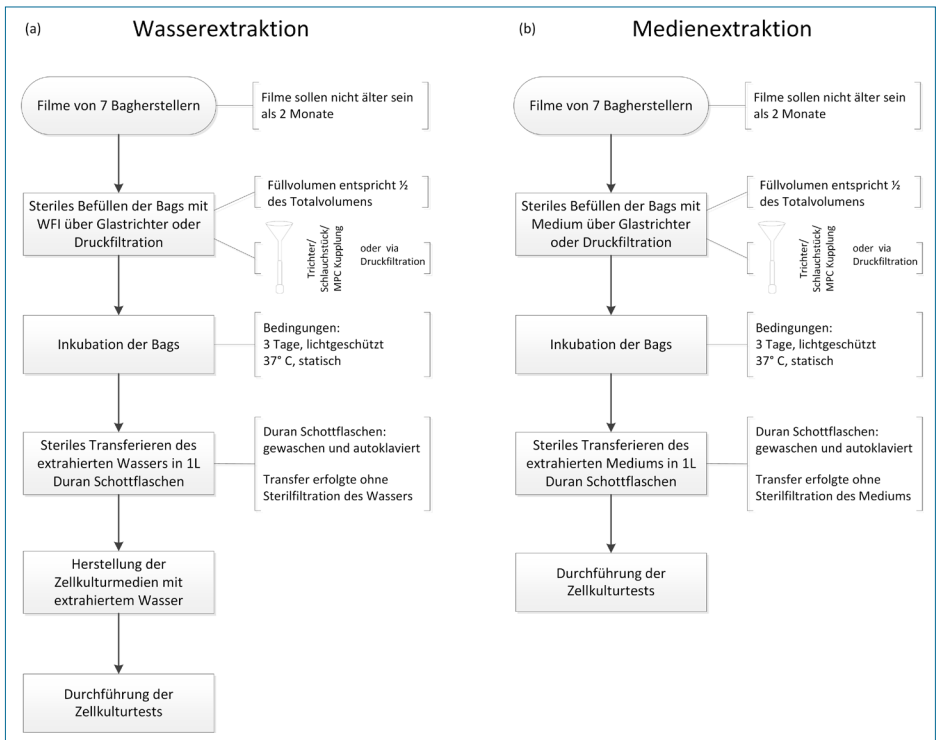 (a)
Wasserextraktion
Filme von 7 Bagherstellern
Filme sollen nicht älter sein
als 2 Monate
Steriles Befüllen der Bags mit
WFI über Glastrichter oder
Druckfiltration
Füllvolumen entspricht ½
des Totalvolumens
Trichter/
Schlauchstück/
MPC Kupplung
oder via
Druckfiltration
Inkubation der Bags
Bedingungen:
3 Tage, lichtgeschützt
37° C, statisch
Steriles Transferieren des
extrahierten Wassers in 1L
Duran Schottflaschen
Duran Schottflaschen:
gewaschen und autoklaviert
Transfer erfolgte ohne
Sterilfiltration des Wassers
Herstellung der
Zellkulturmedien mit
extrahiertem Wasser
Durchführung der
Zellkulturtests
(b)
Medienextraktion
Filme von 7 Bagherstellern
Filme sollen nicht älter sein
als 2 Monate
Steriles Befüllen der Bags mit
Medium über Glastrichter
oder Druckfiltration
Füllvolumen entspricht ½
des Totalvolumens
Trichter/
Schlauchstück/
MPC Kupplung
oder via
Druckfiltration
Inkubation der Bags
Bedingungen:
3 Tage, lichtgeschützt
37° C, statisch
Steriles Transferieren des
extrahierten Mediums in 1L
Duran Schottflaschen
Duran Schottflaschen:
gewaschen und autoklaviert
Transfer erfolgte ohne
Sterilfiltration des Mediums
Durchführung der
Zellkulturtests